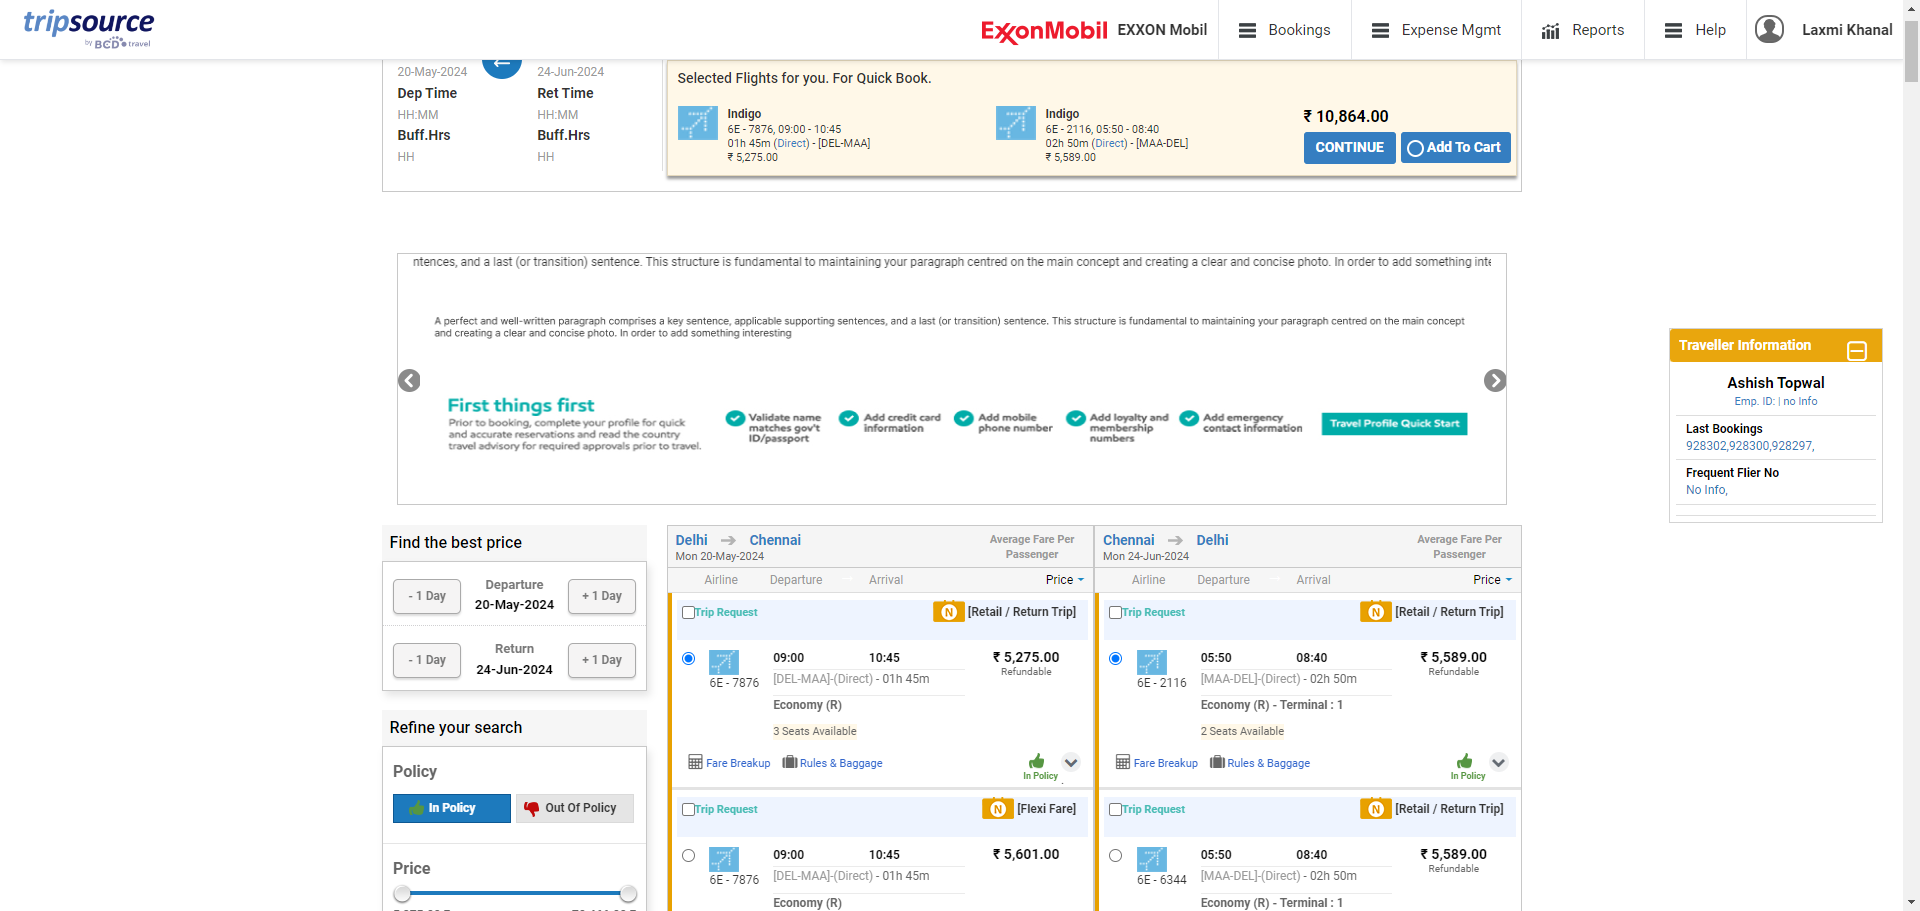 tripsource
by BCD travel
ExxonMobil
EXXON Mobil
Bookings
Expense Mgmt
Reports
Help
Laxmi Khanal
20-May-2024
24-Jun-2024
Dep Time
Ret Time
HH:MM
HH:MM
Buff.Hrs
Buff.Hrs
HH
HH
Selected Flights for you. For Quick Book.
Indigo
6E - 7876, 09:00 - 10:45
01h 45m (Direct) - [DEL-MAA]
₹ 5,275.00
Indigo
6E - 2116, 05:50 - 08:40
02h 50m (Direct) - [MAA-DEL]
₹ 5,589.00
₹ 10,864.00
CONTINUE
Add To Cart
ntences, and a last (or transition) sentence. This structure is fundamental to maintaining your paragraph centred on the main concept and creating a clear and concise photo. In order to add something inte
A perfect and well-written paragraph comprises a key sentence, applicable supporting sentences, and a last (or transition) sentence. This structure is fundamental to maintaining your paragraph centred on the main concept
and creating a clear and concise photo. In order to add something interesting
First things first
Prior to booking, complete your profile for quick
and accurate reservations and read the country
travel advisory for required approvals prior to travel.
Validate name
matches gov't
ID/passport
Add credit card
information
Add mobile
phone number
Add loyalty and
membership
numbers
Add emergency
contact information
Travel Profile Quick Start
Traveller Information
Ashish Topwal
Emp. ID: | no Info
Last Bookings
928302,928300,928297,
Frequent Flier No
No Info,
Find the best price
- 1 Day
Departure
20-May-2024
+ 1 Day
- 1 Day
Return
24-Jun-2024
+ 1 Day
Refine your search
Policy
In Policy
Out Of Policy
Price
Delhi
Chennai
Mon 20-May-2024
Average Fare Per
Passenger
Airline
Departure
Arrival
Price
Trip Request
N
[Retail / Return Trip]
09:00
10:45
₹ 5,275.00
Refundable
6E - 7876
[DEL-MAA]-(Direct) - 01h 45m
Economy (R)
3 Seats Available
Fare Breakup
Rules & Baggage
In Policy
Trip Request
N
[Flexi Fare]
09:00
10:45
₹ 5,601.00
6E - 7876
[DEL-MAA]-(Direct) - 01h 45m
Economy (R)
Chennai
Delhi
Mon 24-Jun-2024
Average Fare Per
Passenger
Airline
Departure
Arrival
Price
Trip Request
N
[Retail / Return Trip]
05:50
08:40
₹ 5,589.00
Refundable
6E - 2116
[MAA-DEL]-(Direct) - 02h 50m
Economy (R) - Terminal : 1
2 Seats Available
Fare Breakup
Rules & Baggage
In Policy
Trip Request
N
[Retail / Return Trip]
05:50
08:40
₹ 5,589.00
Refundable
6E - 6344
[MAA-DEL]-(Direct) - 02h 50m
Economy (R) - Terminal : 1